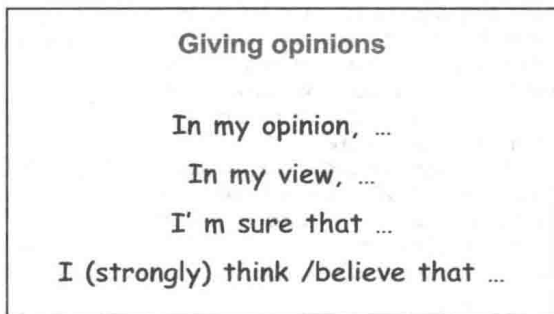 Giving opinions
In my opinion, …
In my view, …
I' m sure that …
I (strongly) think /believe that …